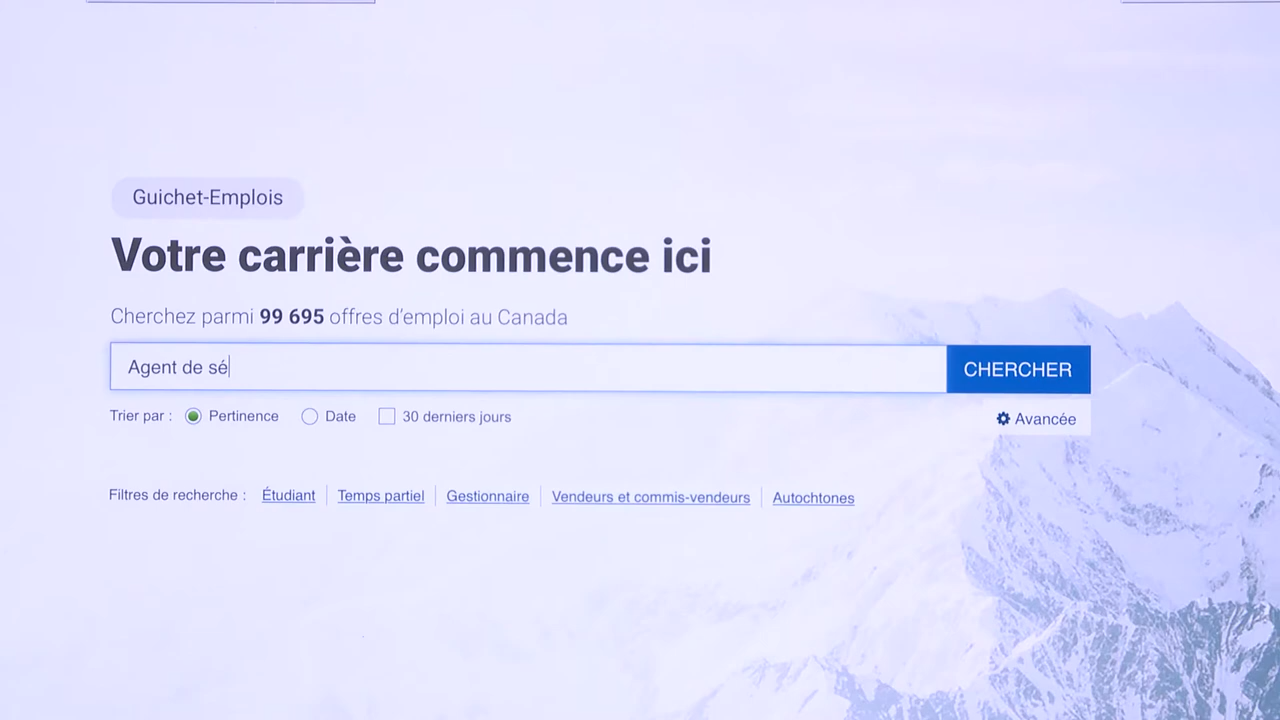 Guichet-Emplois
Votre carrière commence ici
Cherchez parmi 99 695 offres d'emploi au Canada
Agent de sé
CHERCHER
Trier par : Pertinence Date 30 derniers jours
Avancée
Filtres de recherche : Étudiant Temps partiel Gestionnaire Vendeurs et commis-vendeurs Autochtones